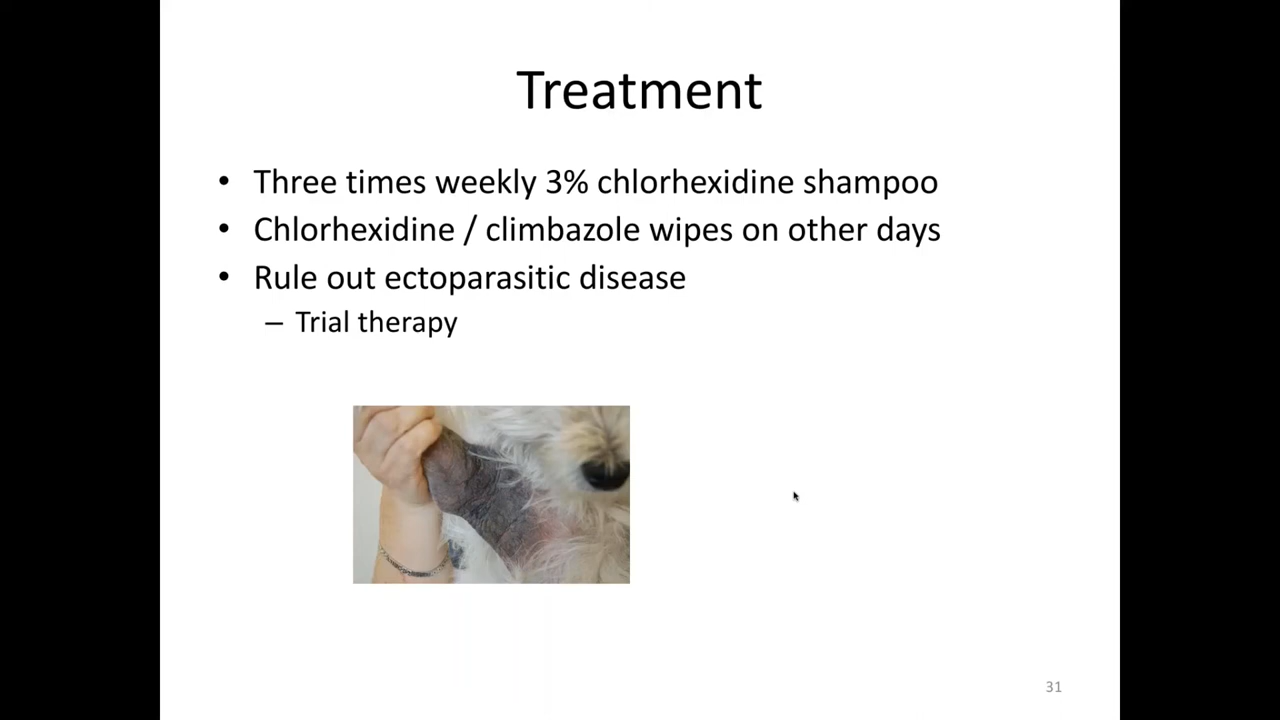 Treatment
• Three times weekly 3% chlorhexidine shampoo
• Chlorhexidine / climbazole wipes on other days
• Rule out ectoparasitic disease
– Trial therapy
31